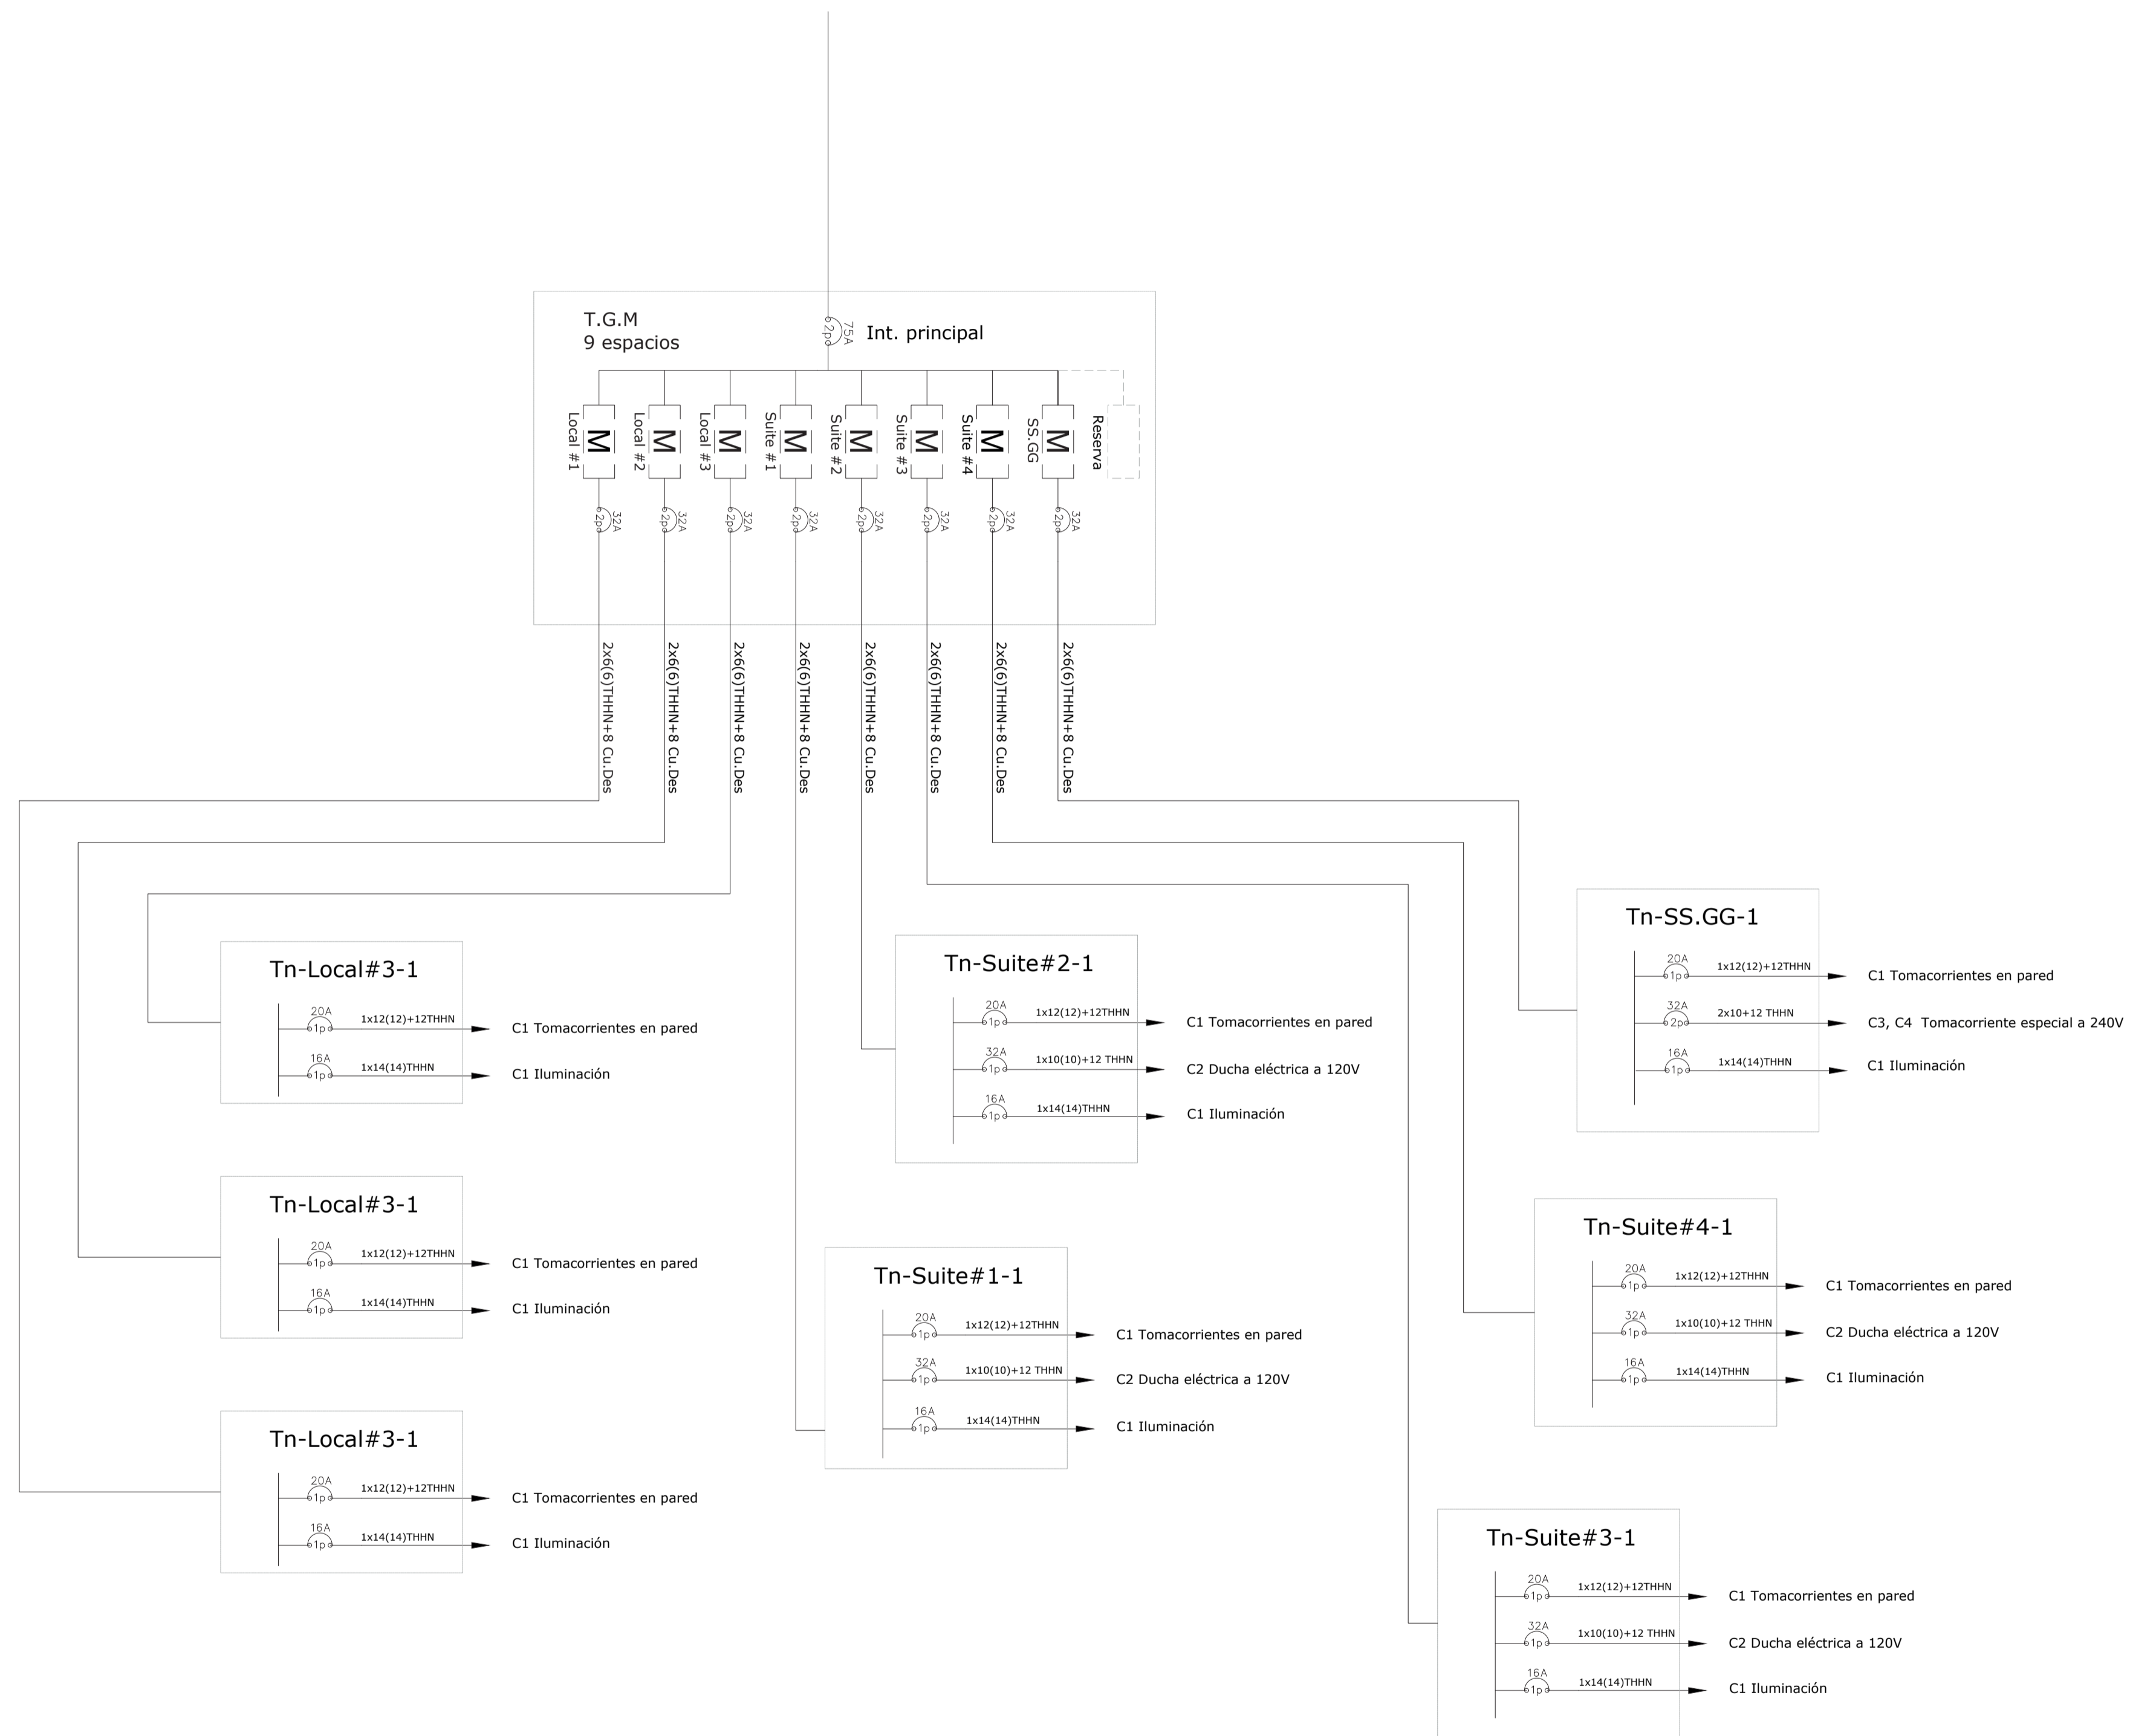 T.G.M
9 espacios
75A
2p
Int. principal
Local #1
M
Local #2
M
Local #3
M
Suite #1
M
Suite #2
M
Suite #3
M
Suite #4
M
SS.GG
M
Reserva
32A
2p
32A
2p
32A
2p
32A
2p
32A
2p
32A
2p
32A
2p
32A
2p
2x6(6)THHN+8 Cu.Des
2x6(6)THHN+8 Cu.Des
2x6(6)THHN+8 Cu.Des
2x6(6)THHN+8 Cu.Des
2x6(6)THHN+8 Cu.Des
2x6(6)THHN+8 Cu.Des
2x6(6)THHN+8 Cu.Des
2x6(6)THHN+8 Cu.Des
Tn-Local#3-1
20A
1p
1x12(12)+12THHN
C1 Tomacorrientes en pared
16A
1p
1x14(14)THHN
C1 Iluminación
Tn-Local#3-1
20A
1p
1x12(12)+12THHN
C1 Tomacorrientes en pared
16A
1p
1x14(14)THHN
C1 Iluminación
Tn-Local#3-1
20A
1p
1x12(12)+12THHN
C1 Tomacorrientes en pared
16A
1p
1x14(14)THHN
C1 Iluminación
Tn-Suite#2-1
20A
1p
1x12(12)+12THHN
C1 Tomacorrientes en pared
32A
1p
1x10(10)+12 THHN
C2 Ducha eléctrica a 120V
16A
1p
1x14(14)THHN
C1 Iluminación
Tn-Suite#1-1
20A
1p
1x12(12)+12THHN
C1 Tomacorrientes en pared
32A
1p
1x10(10)+12 THHN
C2 Ducha eléctrica a 120V
16A
1p
1x14(14)THHN
C1 Iluminación
Tn-SS.GG-1
20A
1p
1x12(12)+12THHN
C1 Tomacorrientes en pared
32A
2p
2x10+12 THHN
C3, C4  Tomacorriente especial a 240V
16A
1p
1x14(14)THHN
C1 Iluminación
Tn-Suite#4-1
20A
1p
1x12(12)+12THHN
C1 Tomacorrientes en pared
32A
1p
1x10(10)+12 THHN
C2 Ducha eléctrica a 120V
16A
1p
1x14(14)THHN
C1 Iluminación
Tn-Suite#3-1
20A
1p
1x12(12)+12THHN
C1 Tomacorrientes en pared
32A
1p
1x10(10)+12 THHN
C2 Ducha eléctrica a 120V
16A
1p
1x14(14)THHN
C1 Iluminación